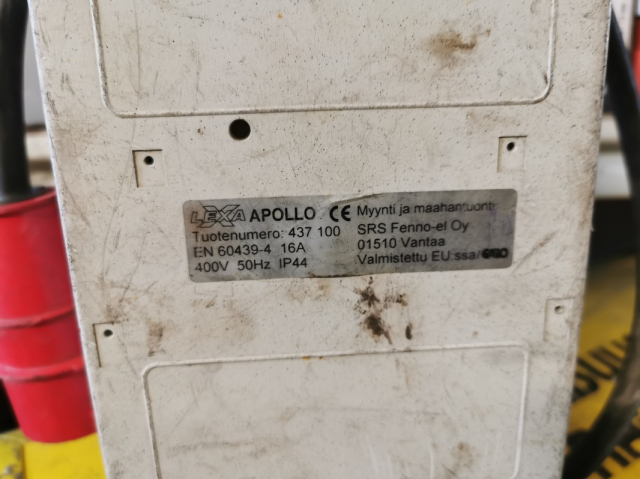 LEXA APOLLO CE Myynti ja maahantuonti
Tuotenumero: 437 100 SRS Fenno-el Oy
EN 60439-4 16A 01510 Vantaa
400V 50Hz IP44 Valmistettu EU:ssa/GARO